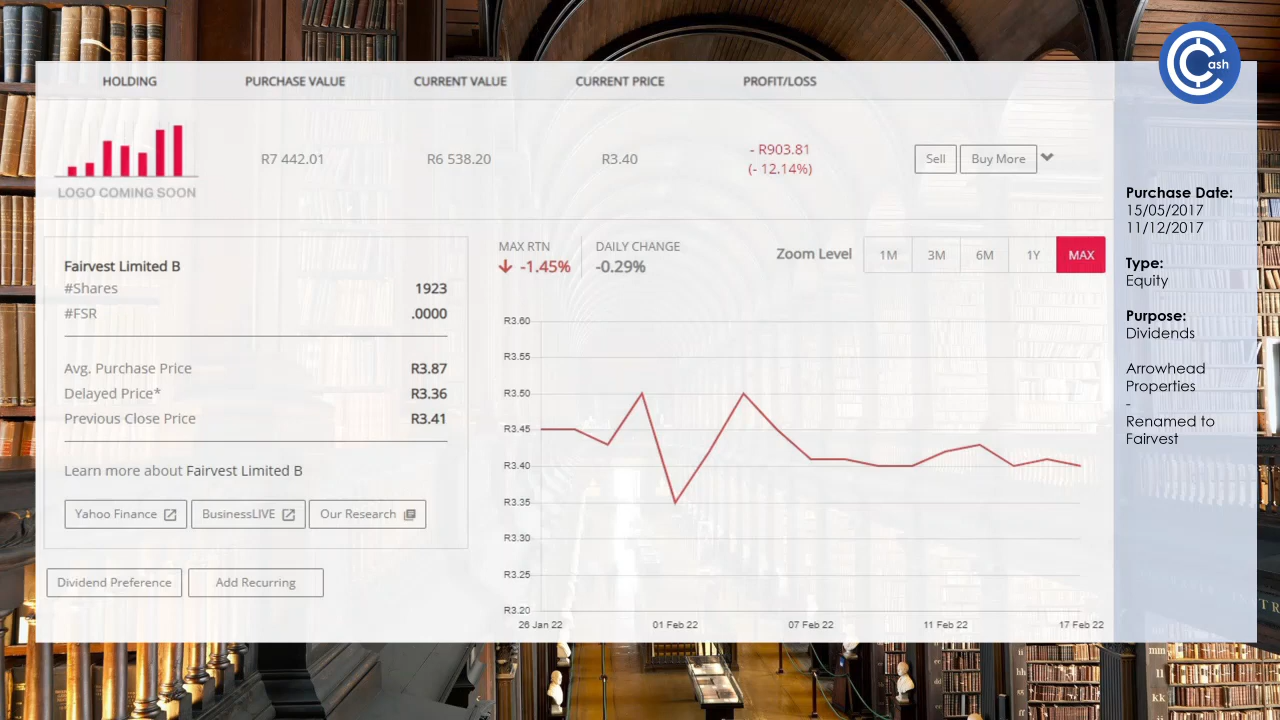 HOLDING PURCHASE VALUE CURRENT VALUE CURRENT PRICE PROFIT/LOSS
Cash
LOGO COMING SOON
R7 442.01 R6 538.20 R3.40
- R903.81
(- 12.14%)
Sell Buy More
Fairvest Limited B
#Shares 1923
#FSR .0000
Avg. Purchase Price R3.87
Delayed Price* R3.36
Previous Close Price R3.41
Learn more about Fairvest Limited B
Yahoo Finance BusinessLIVE Our Research
Dividend Preference Add Recurring
MAX RTN DAILY CHANGE
-1.45% -0.29%
Zoom Level 1M 3M 6M 1Y MAX
R3.60
R3.55
R3.50
R3.45
R3.40
R3.35
R3.30
R3.25
R3.20
26 Jan 22 01 Feb 22 07 Feb 22 11 Feb 22 17 Feb 22
Purchase Date:
15/05/2017
11/12/2017
Type:
Equity
Purpose:
Dividends
Arrowhead
Properties
-
Renamed to
Fairvest
mm
ll
kk